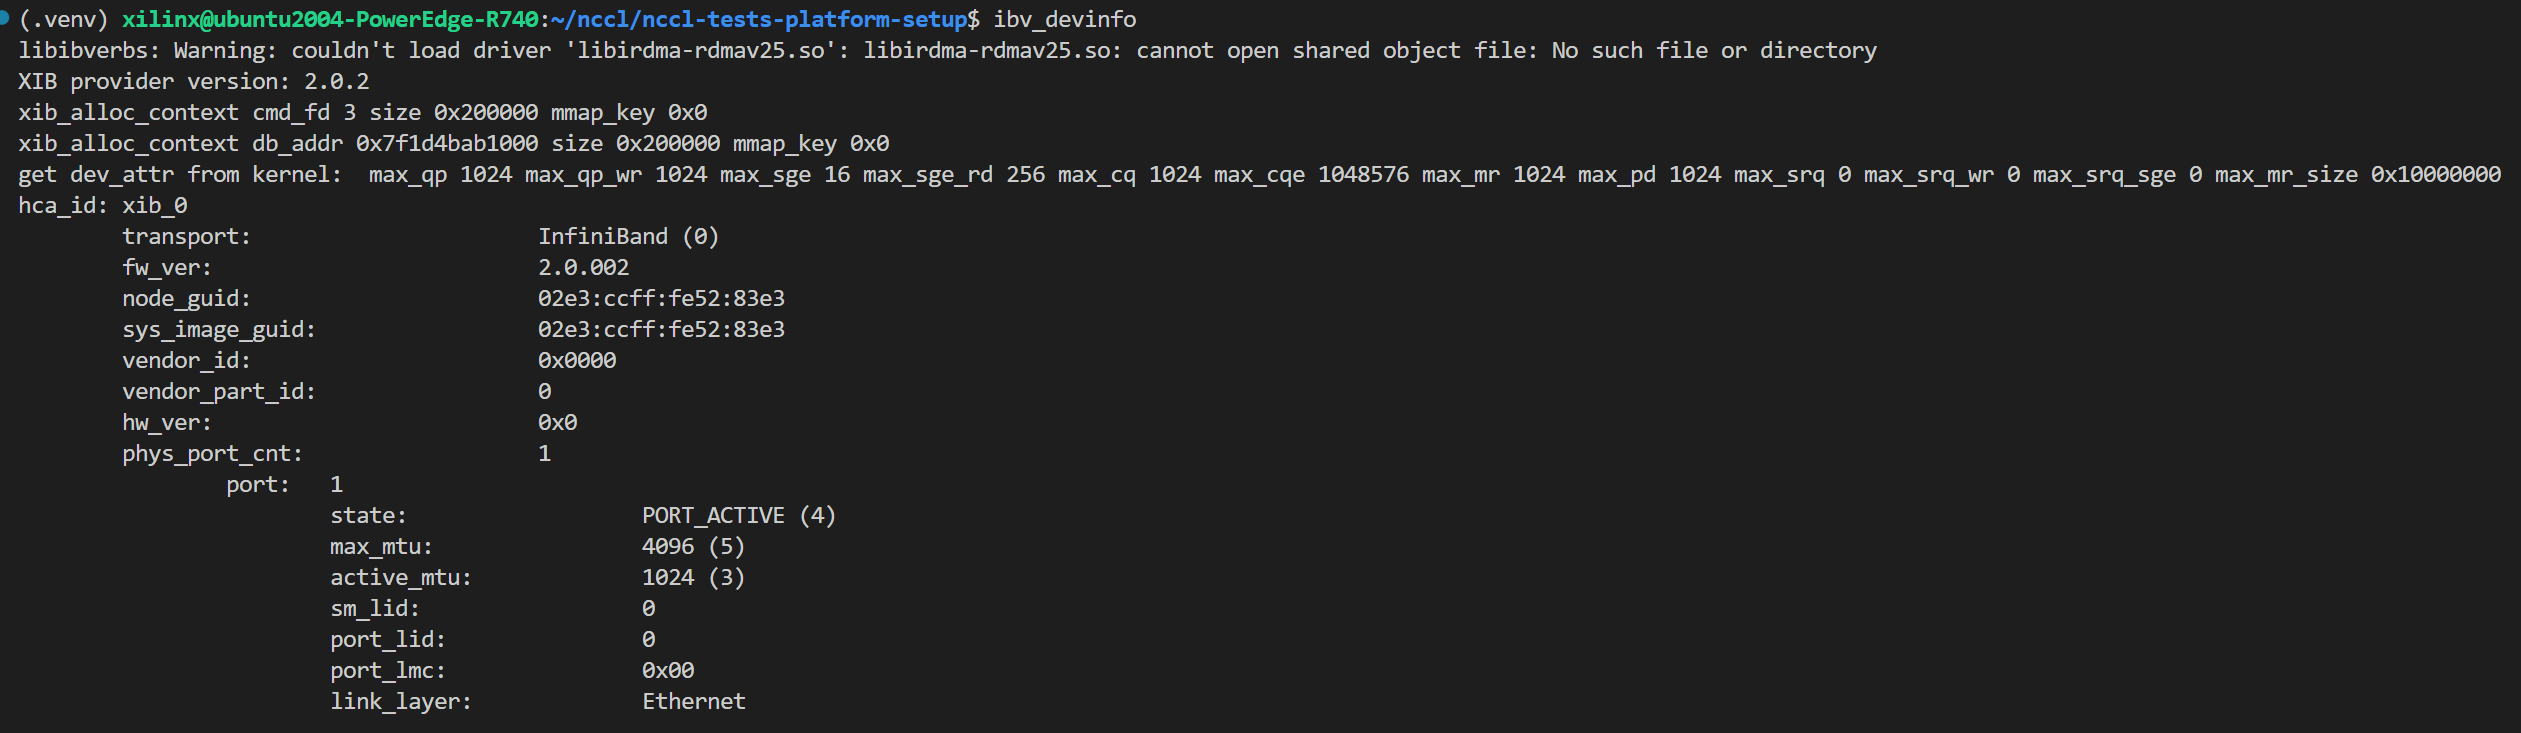 (.venv) xilinx@ubuntu2004-PowerEdge-R740:~/nccl/nccl-tests-platform-setup$ ibv_devinfo
libibverbs: Warning: couldn't load driver 'libirdma-rdmav25.so': libirdma-rdmav25.so: cannot open shared object file: No such file or directory
XIB provider version: 2.0.2
xib_alloc_context cmd_fd 3 size 0x200000 mmap_key 0x0
xib_alloc_context db_addr 0x7f1d4bab1000 size 0x200000 mmap_key 0x0
get dev_attr from kernel:  max_qp 1024 max_qp_wr 1024 max_sge 16 max_sge_rd 256 max_cq 1024 max_cqe 1048576 max_mr 1024 max_pd 1024 max_srq 0 max_srq_wr 0 max_srq_sge 0 max_mr_size 0x10000000
hca_id: xib_0
        transport:                      InfiniBand (0)
        fw_ver:                         2.0.002
        node_guid:                      02e3:ccff:fe52:83e3
        sys_image_guid:                 02e3:ccff:fe52:83e3
        vendor_id:                      0x0000
        vendor_part_id:                 0
        hw_ver:                         0x0
        phys_port_cnt:                  1
                port:   1
                        state:                  PORT_ACTIVE (4)
                        max_mtu:                4096 (5)
                        active_mtu:             1024 (3)
                        sm_lid:                 0
                        port_lid:               0
                        port_lmc:               0x00
                        link_layer:             Ethernet